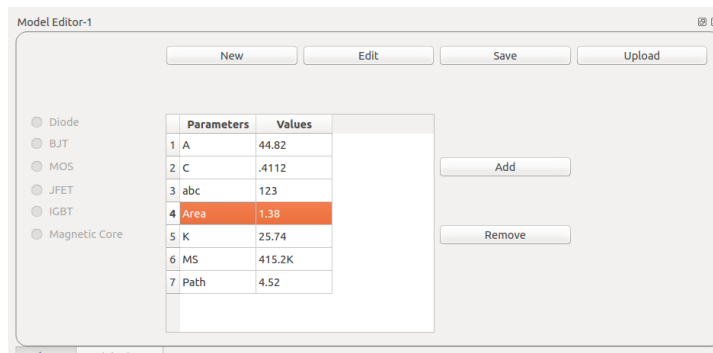 Model Editor-1
New Edit Save Upload
Diode
BJT
MOS
JFET
IGBT
Magnetic Core
Parameters Values
1 A 44.82
2 C .4112
3 abc 123
4 Area 1.38
5 K 25.74
6 MS 415.2K
7 Path 4.52
Add
Remove